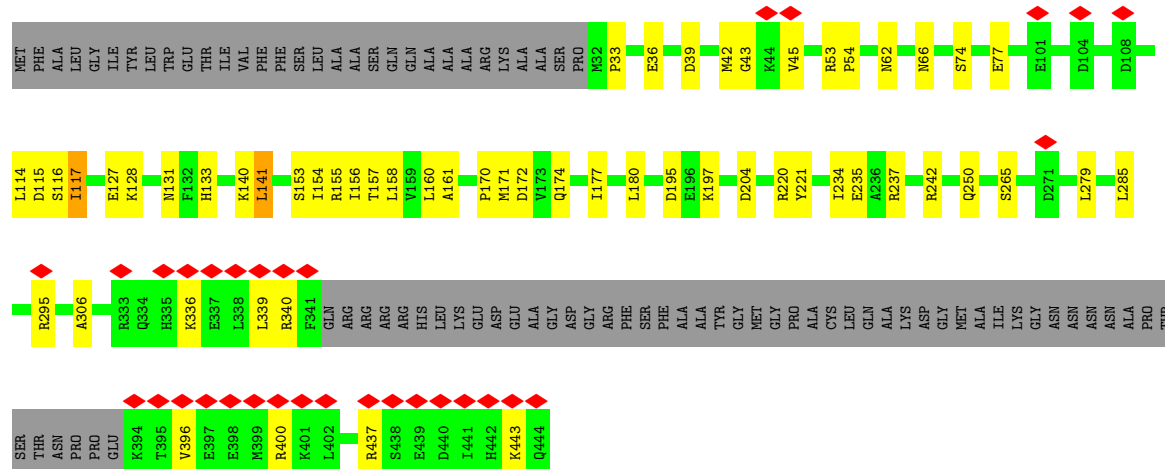 MET PHE ALA LEU GLY ILE TYR LEU TRP GLU THR ILE VAL PHE PHE SER LEU ALA ALA SER GLN GLN ALA ALA ALA ARG LYS ALA ALA SER PRO M32 P33 E36 D39 M42 G43 K44 V45 R53 P54 N62 N66 S74 E77 E101 D104 D108
L114 D115 S116 I117 E127 K128 N131 F132 H133 K140 L141 S153 I154 R155 I156 T157 L158 V159 L160 A161 P170 M171 D172 V173 Q174 I177 L180 D195 E196 K197 D204 R220 Y221 I234 E235 A236 R237 R242 Q250 S265 D271 L279 L285
R295 A306 R333 Q334 H335 K336 E337 L338 L339 R340 F341 GLN ARG ARG ARG ARG HIS LEU LYS GLU ASP GLU ALA GLY ASP GLY ARG PHE SER PHE ALA ALA TYR GLY MET GLY PRO ALA CYS LEU GLN ALA LYS ASP GLY MET ALA ILE LYS GLY ASN ASN ASN ASN ALA PRO
SER THR ASN PRO PRO GLU K394 T395 V396 E397 E398 M399 R400 K401 L402 R437 S438 E439 D440 I441 H442 K443 Q444